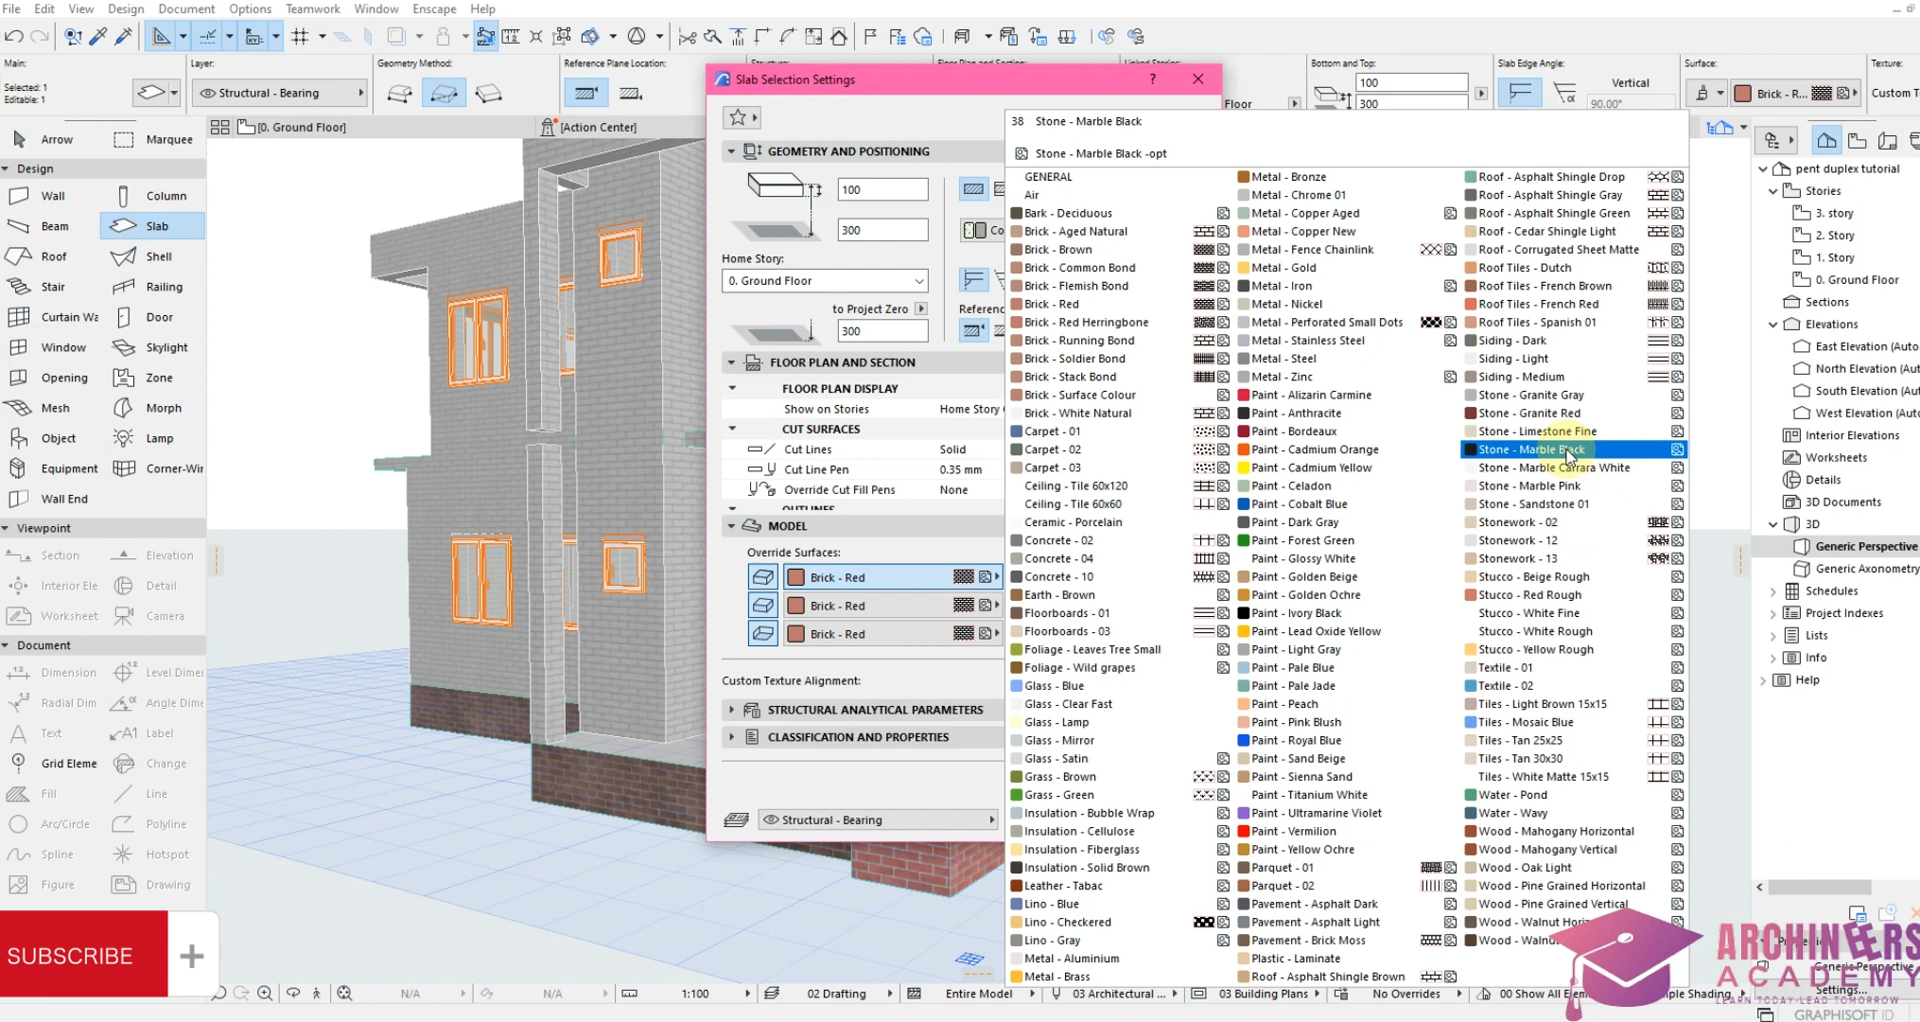 File Edit View Design Document Options Teamwork Window Enscape Help
Main:
Selected: 1
Editable: 1
Layer:
Structural - Bearing
Geometry Method:
Reference Plane Location:
Bottom and Top:
100
300
Slab Edge Angle:
Vertical
90.00°
Surface:
Brick - R...
Texture:
Custom T
Floor
[0. Ground Floor]
[Action Center]
Arrow
Marquee
Design
Wall
Column
Beam
Slab
Roof
Shell
Stair
Railing
Curtain Wa
Door
Window
Skylight
Opening
Zone
Mesh
Morph
Object
Lamp
Equipment
Corner-Wir
Wall End
Viewpoint
Section
Elevation
Interior Ele
Detail
Worksheet
Camera
Document
Dimension
Level Dimer
Radial Dim
Angle Dime
Text
A1 Label
Grid Eleme
Change
Fill
Line
Arc/Circle
Polyline
Spline
Hotspot
Figure
Drawing
SUBSCRIBE
Slab Selection Settings
?
GEOMETRY AND POSITIONING
100
300
Co
Home Story:
0. Ground Floor
to Project Zero
300
Referenc
FLOOR PLAN AND SECTION
FLOOR PLAN DISPLAY
Show on Stories
Home Story
CUT SURFACES
Cut Lines
Solid
Cut Line Pen
0.35 mm
Override Cut Fill Pens
None
OUTLINES
MODEL
Override Surfaces:
Brick - Red
Brick - Red
Brick - Red
Custom Texture Alignment:
STRUCTURAL ANALYTICAL PARAMETERS
CLASSIFICATION AND PROPERTIES
Structural - Bearing
38 Stone - Marble Black
Stone - Marble Black -opt
GENERAL
Air
Bark - Deciduous
Brick - Aged Natural
Brick - Brown
Brick - Common Bond
Brick - Flemish Bond
Brick - Red
Brick - Red Herringbone
Brick - Running Bond
Brick - Soldier Bond
Brick - Stack Bond
Brick - Surface Colour
Brick - White Natural
Carpet - 01
Carpet - 02
Carpet - 03
Ceiling - Tile 60x120
Ceiling - Tile 60x60
Ceramic - Porcelain
Concrete - 02
Concrete - 04
Concrete - 10
Earth - Brown
Floorboards - 01
Floorboards - 03
Foliage - Leaves Tree Small
Foliage - Wild grapes
Glass - Blue
Glass - Clear Fast
Glass - Lamp
Glass - Mirror
Glass - Satin
Grass - Brown
Grass - Green
Insulation - Bubble Wrap
Insulation - Cellulose
Insulation - Fiberglass
Insulation - Solid Brown
Leather - Tabac
Lino - Blue
Lino - Checkered
Lino - Gray
Metal - Aluminium
Metal - Brass
Metal - Bronze
Metal - Chrome 01
Metal - Copper Aged
Metal - Copper New
Metal - Fence Chainlink
Metal - Gold
Metal - Iron
Metal - Nickel
Metal - Perforated Small Dots
Metal - Stainless Steel
Metal - Steel
Metal - Zinc
Paint - Alizarin Carmine
Paint - Anthracite
Paint - Bordeaux
Paint - Cadmium Orange
Paint - Cadmium Yellow
Paint - Celadon
Paint - Cobalt Blue
Paint - Dark Gray
Paint - Forest Green
Paint - Glossy White
Paint - Golden Beige
Paint - Golden Ochre
Paint - Ivory Black
Paint - Lead Oxide Yellow
Paint - Light Gray
Paint - Pale Blue
Paint - Pale Jade
Paint - Peach
Paint - Pink Blush
Paint - Royal Blue
Paint - Sand Beige
Paint - Sienna Sand
Paint - Titanium White
Paint - Ultramarine Violet
Paint - Vermilion
Paint - Yellow Ochre
Parquet - 01
Parquet - 02
Pavement - Asphalt Dark
Pavement - Asphalt Light
Pavement - Brick Moss
Plastic - Laminate
Roof - Asphalt Shingle Brown
Roof - Asphalt Shingle Drop
Roof - Asphalt Shingle Gray
Roof - Asphalt Shingle Green
Roof - Cedar Shingle Light
Roof - Corrugated Sheet Matte
Roof Tiles - Dutch
Roof Tiles - French Brown
Roof Tiles - French Red
Roof Tiles - Spanish 01
Siding - Dark
Siding - Light
Siding - Medium
Stone - Granite Gray
Stone - Granite Red
Stone - Limestone Fine
Stone - Marble Black
Stone - Marble Carrara White
Stone - Marble Pink
Stone - Sandstone 01
Stonework - 02
Stonework - 12
Stonework - 13
Stucco - Beige Rough
Stucco - Red Rough
Stucco - White Fine
Stucco - White Rough
Stucco - Yellow Rough
Textile - 01
Textile - 02
Tiles - Light Brown 15x15
Tiles - Mosaic Blue
Tiles - Tan 25x25
Tiles - Tan 30x30
Tiles - White Matte 15x15
Water - Pond
Water - Wavy
Wood - Mahogany Horizontal
Wood - Mahogany Vertical
Wood - Oak Light
Wood - Pine Grained Horizontal
Wood - Pine Grained Vertical
Wood - Walnut Horiz
Wood - Walnu
pent duplex tutorial
Stories
3. story
2. Story
1. Story
0. Ground Floor
Sections
Elevations
East Elevation (Auto
North Elevation (Au
South Elevation (Aut
West Elevation (Aut
Interior Elevations
Worksheets
Details
3D Documents
3D
Generic Perspective
Generic Axonometry
Schedules
Project Indexes
Lists
Info
Help
Generic Perspective
Settings...
ARCHINEERS
ACADEMY
LEARN TODAY-LEAD TOMORROW
N/A
N/A
1:100
02 Drafting
Entire Model
03 Architectural ...
03 Building Plans
No Overrides
00 Show All Elem
ple Shading
GRAPHISOFT ID